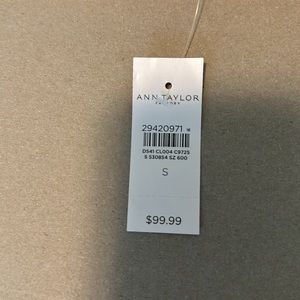 ANN TAYLOR
FACTORY
29420971
D541 CL004 C9725
S 530854 SZ 600
S
$99.99